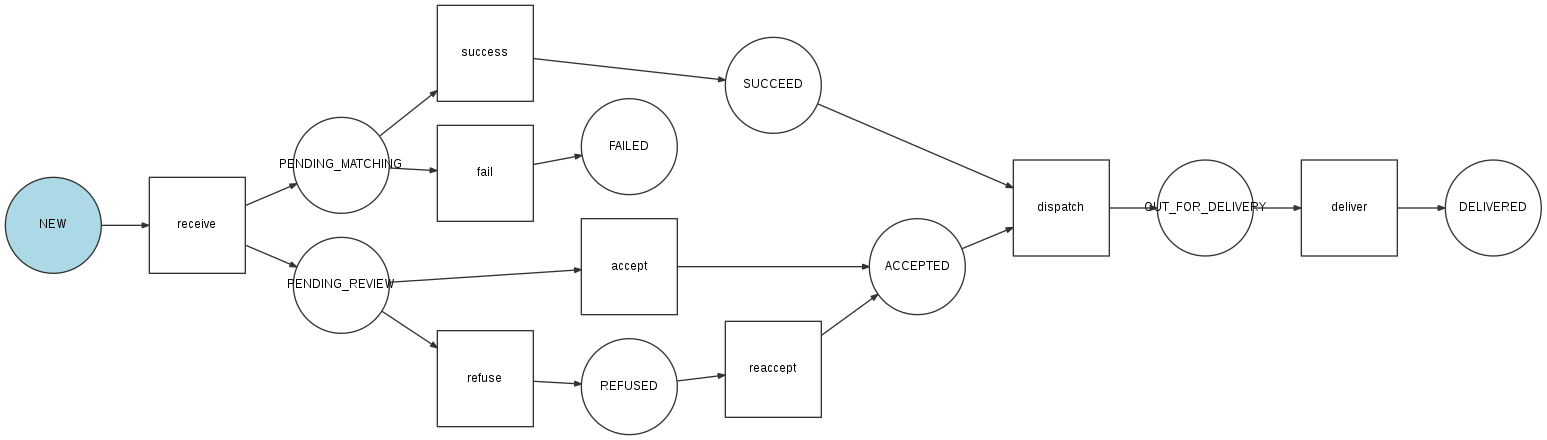 NEW
receive
PENDING_MATCHING
PENDING_REVIEW
success
fail
refuse
FAILED
accept
REFUSED
SUCCEED
reaccept
ACCEPTED
dispatch
OUT_FOR_DELIVERY
deliver
DELIVERED